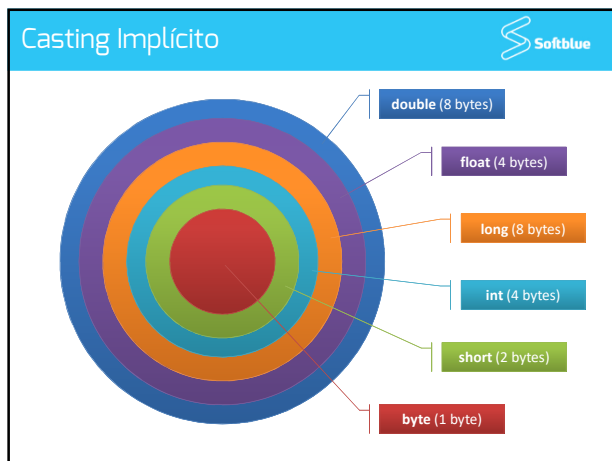 Casting Implícito
Softblue
double (8 bytes)
float (4 bytes)
long (8 bytes)
int (4 bytes)
short (2 bytes)
byte (1 byte)